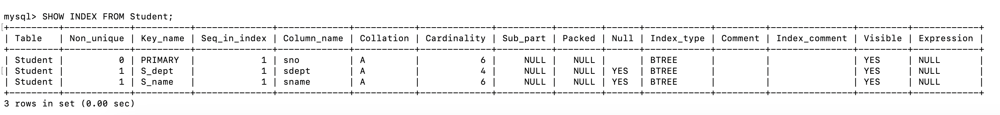 mysql> SHOW INDEX FROM Student;
+----------+------------+----------+--------------+-------------+-----------+-------------+----------+--------+------+------------+---------+---------------+---------+------------+
| Table   | Non_unique | Key_name | Seq_in_index | Column_name | Collation | Cardinality | Sub_part | Packed | Null | Index_type | Comment | Index_comment | Visible | Expression |
+----------+------------+----------+--------------+-------------+-----------+-------------+----------+--------+------+------------+---------+---------------+---------+------------+
| Student |          0 | PRIMARY  |            1 | sno         | A         |           6 |     NULL |   NULL |      | BTREE      |         |               | YES     | NULL       |
| Student |          1 | S_dept   |            1 | sdept       | A         |           4 |     NULL |   NULL | YES  | BTREE      |         |               | YES     | NULL       |
| Student |          1 | S_name   |            1 | sname       | A         |           6 |     NULL |   NULL | YES  | BTREE      |         |               | YES     | NULL       |
+----------+------------+----------+--------------+-------------+-----------+-------------+----------+--------+------+------------+---------+---------------+---------+------------+
3 rows in set (0.00 sec)